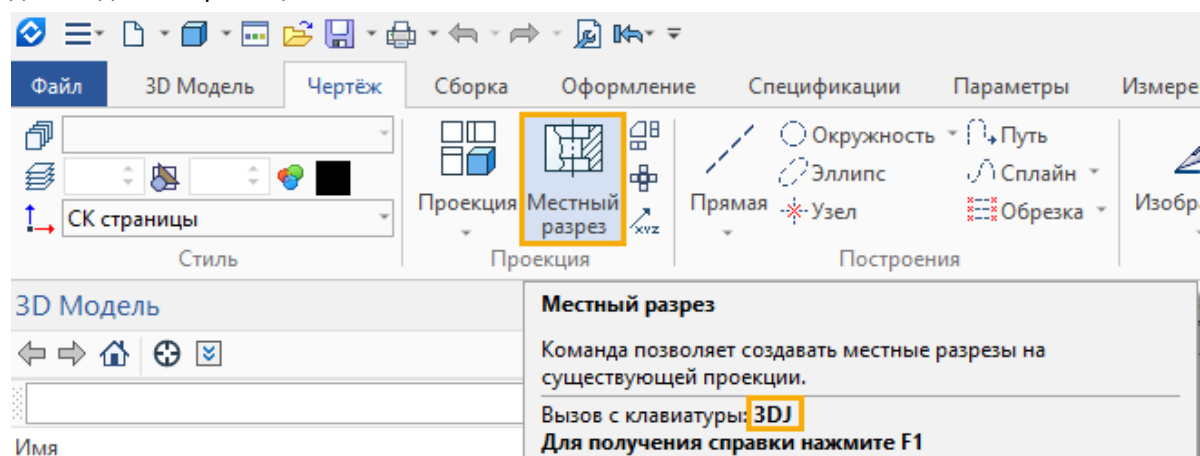 Файл 3D Модель Чертёж Сборка Оформление Спецификации Параметры Измере
Проекция Местный разрез Прямая Окружность Путь
Эллипс Сплайн
Узел Обрезка Изобр
СК страницы
xyz
Стиль Проекция Построения
3D Модель
Имя
Местный разрез
Команда позволяет создавать местные разрезы на
существующей проекции.
Вызов с клавиатуры: 3DJ
Для получения справки нажмите F1